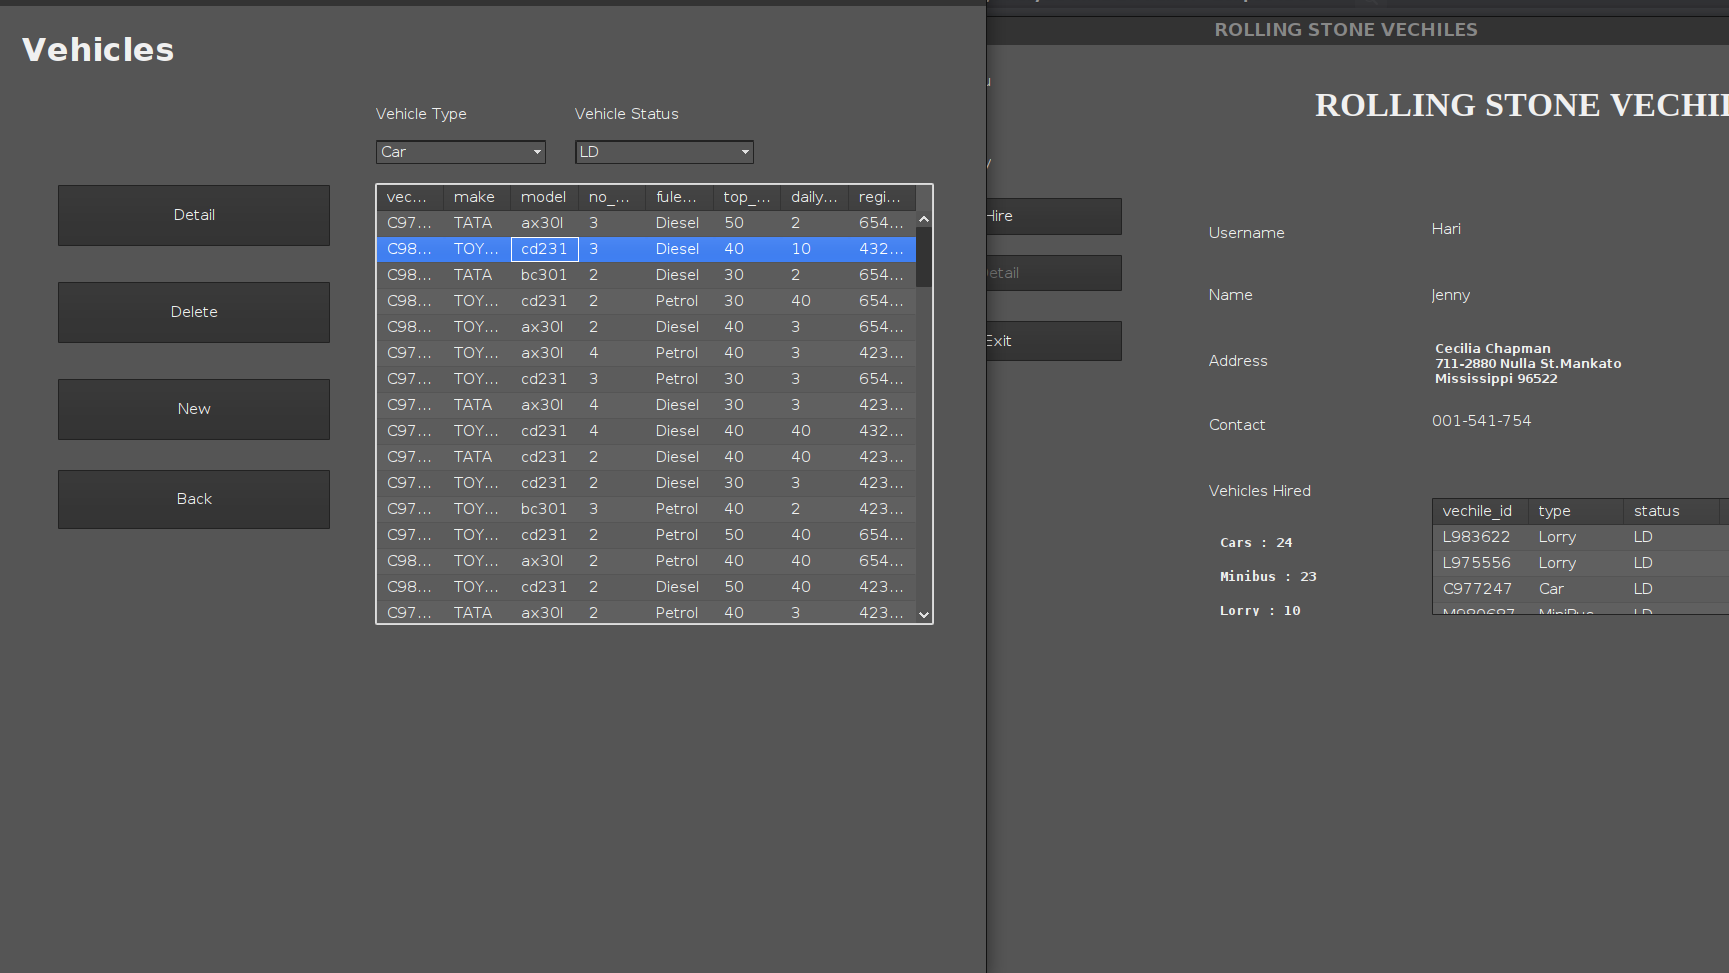 Vehicles
Vehicle Type Vehicle Status
Car LD
Detail
Delete
New
Back
vec... make model no_... fule... top_... daily... regi...
C97... TATA ax30l 3 Diesel 50 2 654...
C98... TOY... cd231 3 Diesel 40 10 432...
C98... TATA bc301 2 Diesel 30 2 654...
C98... TOY... cd231 2 Petrol 30 40 654...
C98... TOY... ax30l 2 Diesel 40 3 654...
C97... TOY... ax30l 4 Petrol 40 3 423...
C97... TOY... cd231 3 Petrol 30 3 654...
C97... TATA ax30l 4 Diesel 30 3 423...
C97... TOY... cd231 4 Diesel 40 40 432...
C97... TATA cd231 2 Diesel 40 40 423...
C97... TOY... cd231 2 Diesel 30 3 423...
C97... TOY... bc301 3 Petrol 40 2 423...
C97... TOY... cd231 2 Petrol 50 40 654...
C98... TOY... ax30l 2 Petrol 40 40 654...
C98... TOY... cd231 2 Diesel 50 40 423...
C97... TATA ax30l 2 Petrol 40 3 423...
ROLLING STONE VECHILES
ROLLING STONE VECHI
Hire
etail
Exit
Username Hari
Name Jenny
Address
Cecilia Chapman
711-2880 Nulla St.Mankato
Mississippi 96522
Contact 001-541-754
Vehicles Hired
Cars : 24
Minibus : 23
Lorry : 10
vechile_id type status
L983622 Lorry LD
L975556 Lorry LD
C977247 Car LD
M980687 MiniBus LD